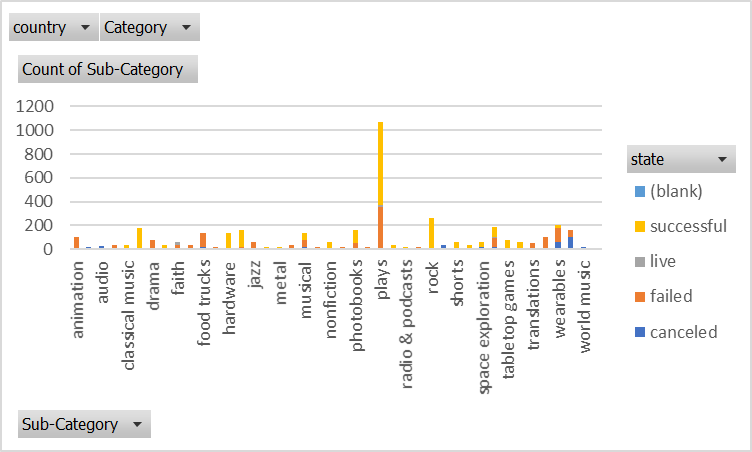 country Category
Count of Sub-Category
1200
1000
800
600
400
200
0
animation
audio
classical music
drama
faith
food trucks
hardware
jazz
metal
musical
nonfiction
photobooks
plays
radio & podcasts
rock
shorts
space exploration
tabletop games
translations
wearables
world music
state
(blank)
successful
live
failed
canceled
Sub-Category